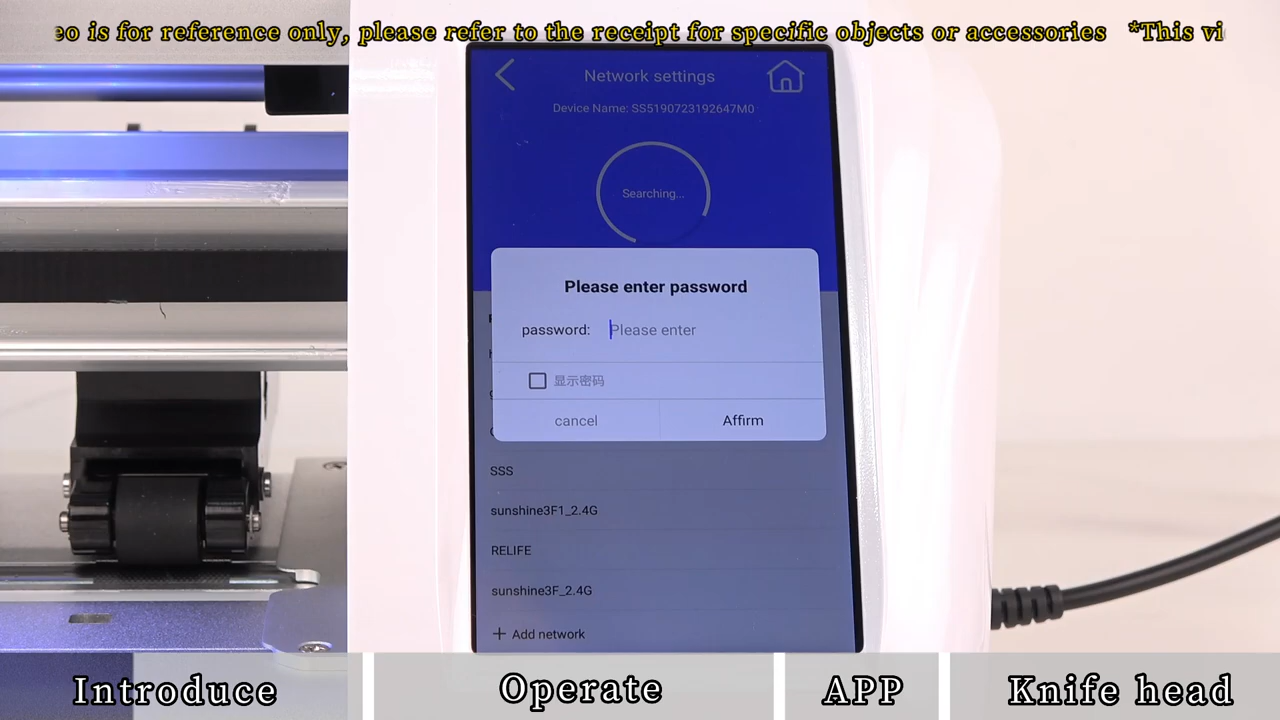 eo is for reference only, please refer to the receipt for specific objects or accessories *This vi
Network settings
Device Name: SS5190723192647M0
Searching...
Please enter password
password: Please enter
显示密码
cancel Affirm
SSS
sunshine3F1_2.4G
RELIFE
sunshine3F_2.4G
+ Add network
Introduce Operate APP Knife head